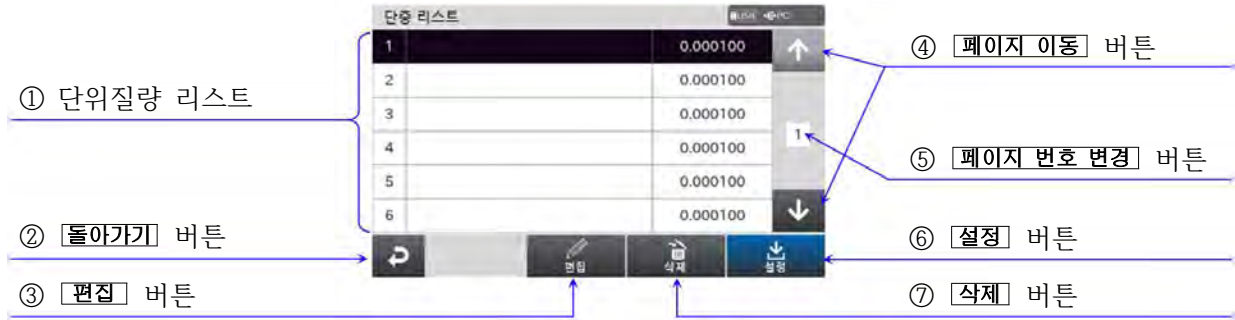 단중 리스트 USB PC
1 0.000100
2 0.000100
3 0.000100
4 0.000100
5 0.000100
6 0.000100
1
편집 삭제 설정
① 단위질량 리스트
② 돌아가기 버튼
③ 편집 버튼
④ 페이지 이동 버튼
⑤ 페이지 번호 변경 버튼
⑥ 설정 버튼
⑦ 삭제 버튼